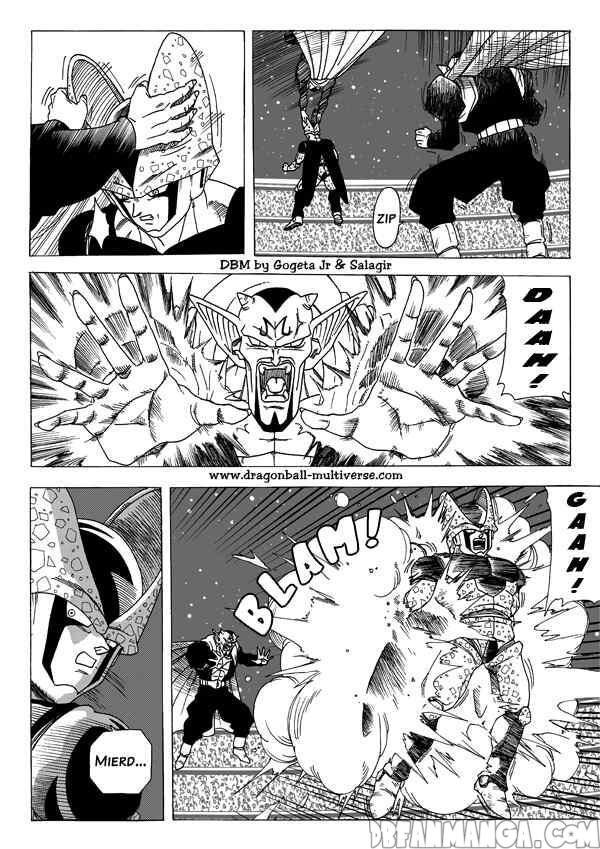 ZIP
DBM by Gogeta Jr & Salagir
DAAH!
www.dragonball-multiverse.com
GAAH!
BLAM!
MIERD...
DBFANMANGA.COM